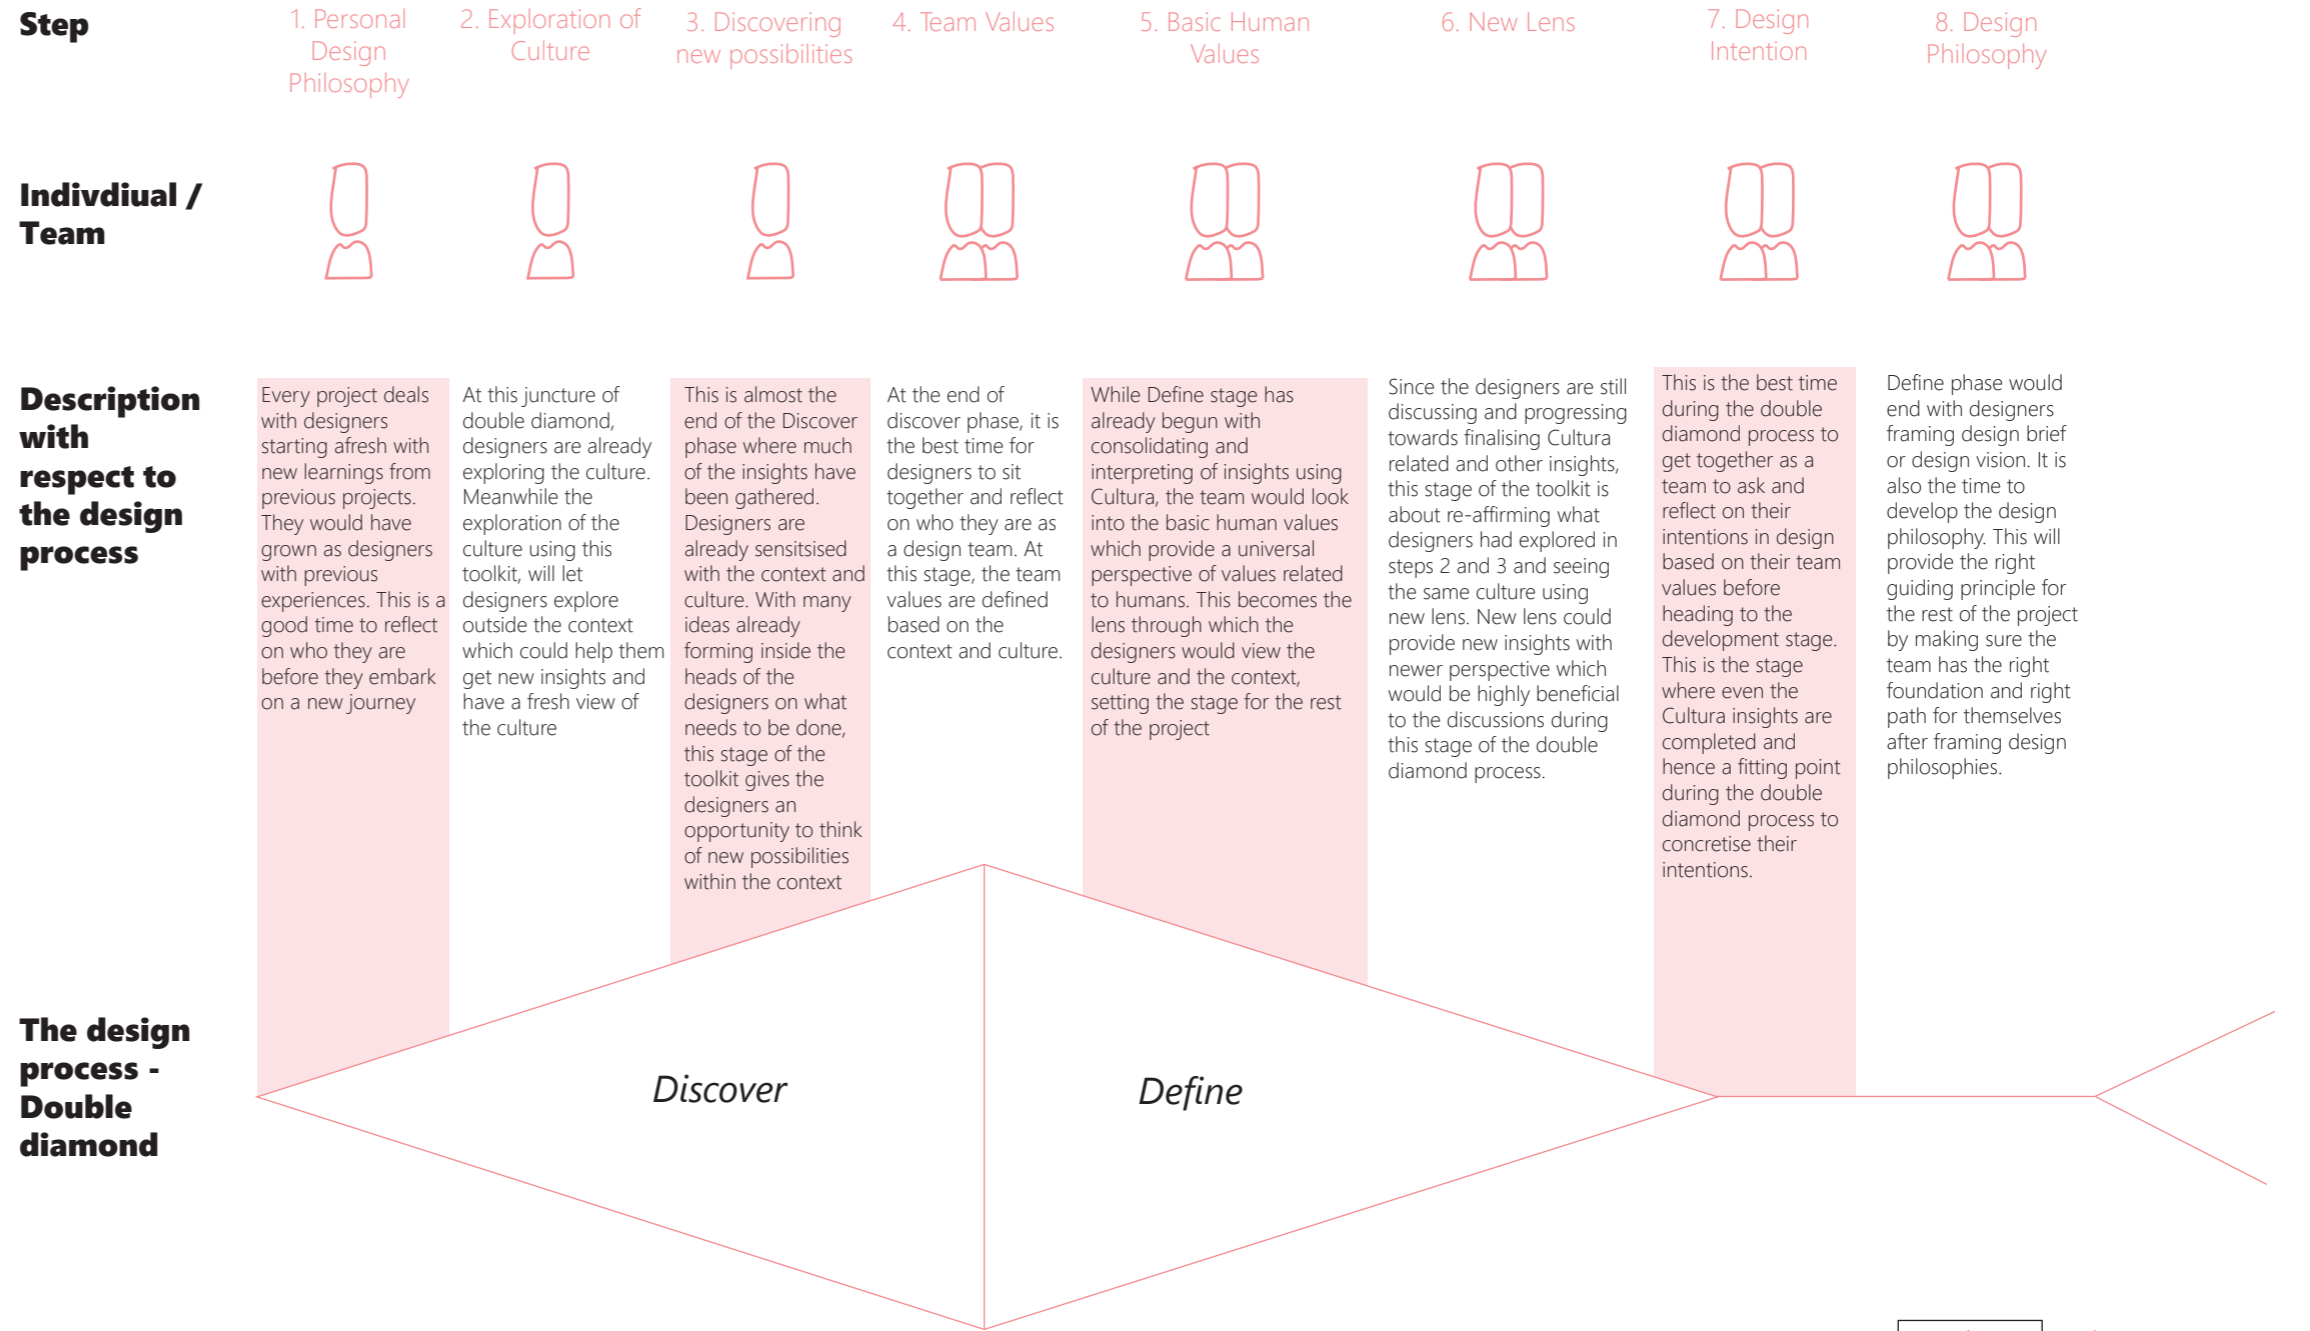 Step
1. Personal
Design
Philosophy
2. Exploration of
Culture
3. Discovering
new possibilities
4. Team Values
5. Basic Human
Values
6. New Lens
7. Design
Intention
8. Design
Philosophy
Indivdiual /
Team
Description
with
respect to
the design
process
Every project deals
with designers
starting afresh with
new learnings from
previous projects.
They would have
grown as designers
with previous
experiences. This is a
good time to reflect
on who they are
before they embark
on a new journey
At this juncture of
double diamond,
designers are already
exploring the culture.
Meanwhile the
exploration of the
culture using this
toolkit, will let
designers explore
outside the context
which could help them
get new insights and
have a fresh view of
the culture
This is almost the
end of the Discover
phase where much
of the insights have
been gathered.
Designers are
already sensitsised
with the context and
culture. With many
ideas already
forming inside the
heads of the
designers on what
needs to be done,
this stage of the
toolkit gives the
designers an
opportunity to think
of new possibilities
within the context
At the end of
discover phase, it is
the best time for
designers to sit
together and reflect
on who they are as
a design team. At
this stage, the team
values are defined
based on the
context and culture.
While Define stage has
already begun with
consolidating and
interpreting of insights using
Cultura, the team would look
into the basic human values
which provide a universal
perspective of values related
to humans. This becomes the
lens through which the
designers would view the
culture and the context,
setting the stage for the rest
of the project
Since the designers are still
discussing and progressing
towards finalising Cultura
related and other insights,
this stage of the toolkit is
about re-affirming what
designers had explored in
steps 2 and 3 and seeing
the same culture using
new lens. New lens could
provide new insights with
newer perspective which
would be highly beneficial
to the discussions during
this stage of the double
diamond process.
This is the best time
during the double
diamond process to
get together as a
team to ask and
reflect on their
intentions in design
based on their team
values before
heading to the
development stage.
This is the stage
where even the
Cultura insights are
completed and
hence a fitting point
during the double
diamond process to
concretise their
intentions.
Define phase would
end with designers
framing design brief
or design vision. It is
also the time to
develop the design
philosophy. This will
provide the right
guiding principle for
the rest of the project
by making sure the
team has the right
foundation and right
path for themselves
after framing design
philosophies.
The design
process -
Double
diamond
Discover
Define